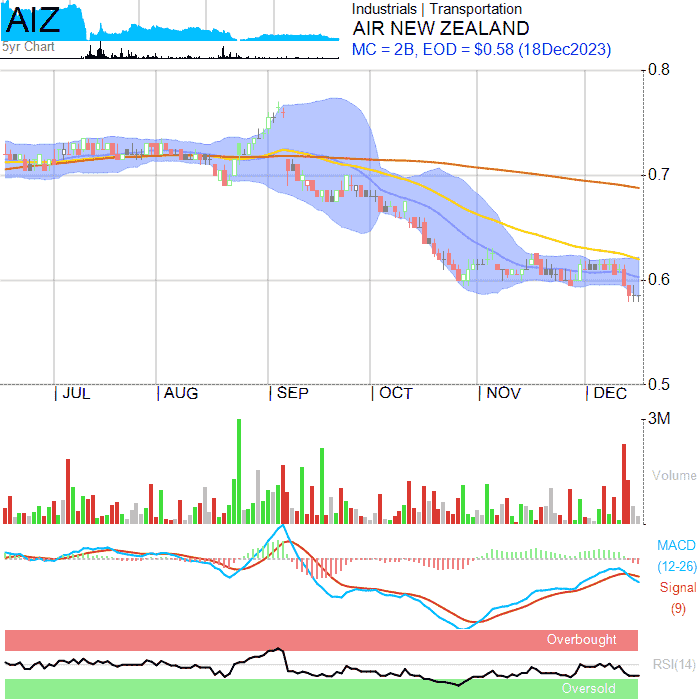 AIZ
5yr Chart
Industrials | Transportation
AIR NEW ZEALAND
MC = 2B, EOD = $0.58 (18Dec2023)
0.8
0.7
0.6
0.5
| JUL | AUG | SEP | OCT | NOV | DEC
3M
Volume
MACD
(12-26)
Signal
(9)
Overbought
RSI(14)
Oversold